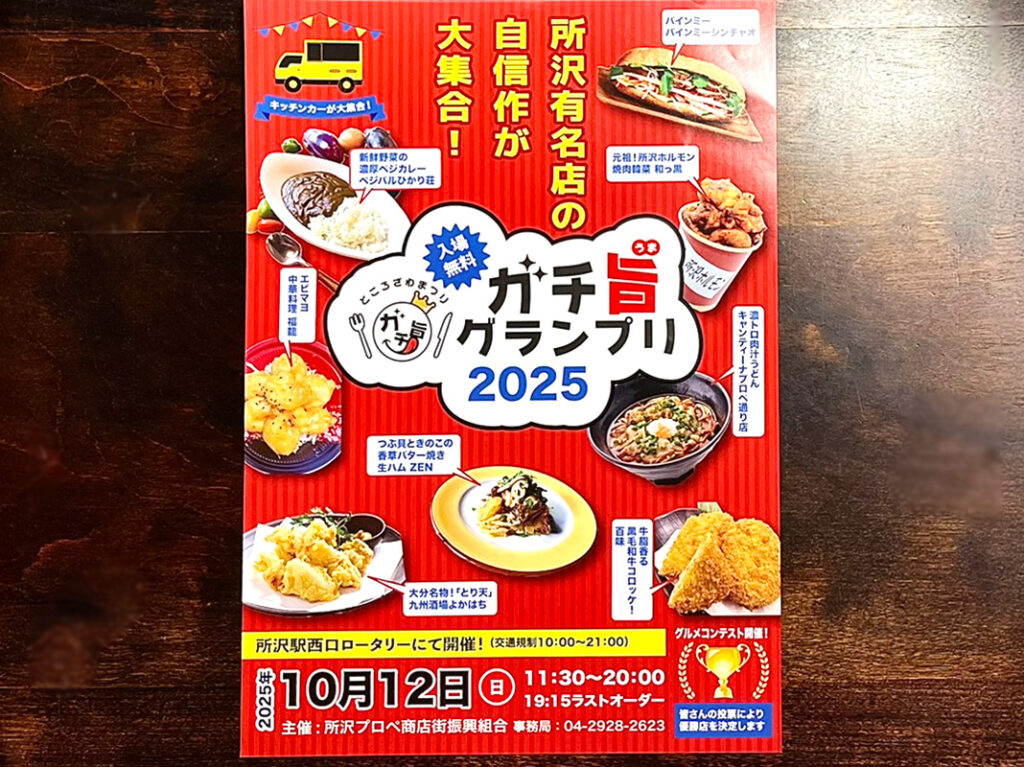 所沢有名店の
自信作が
大集合！
キッチンカーが大集合！
バインミー
バインミーシンチャオ
新鮮野菜の
濃厚ベジカレー
ベジバルひかり荘
元祖！所沢ホルモン
焼肉韓菜 和っ黒
所沢ホルモン
入場
無料
ところざわまつり
ガチ旨
うま
ガチ旨
グランプリ
2025
エビマヨ
中華料理 福龍
濃トロ肉汁うどん
キャンティーナプロペ通り店
つぶ貝ときのこの
香草バター焼き
生ハム ZEN
大分名物！「とり天」
九州酒場よかはち
牛脂香る
黒毛和牛コロッケ！
百味
所沢駅西口ロータリーにて開催！（交通規制10:00～21:00）
グルメコンテスト開催！
2025年
10月12日（日）
11:30～20:00
19:15ラストオーダー
主催：所沢プロペ商店街振興組合 事務局：04-2928-2623
皆さんの投票により
優勝店を決定します